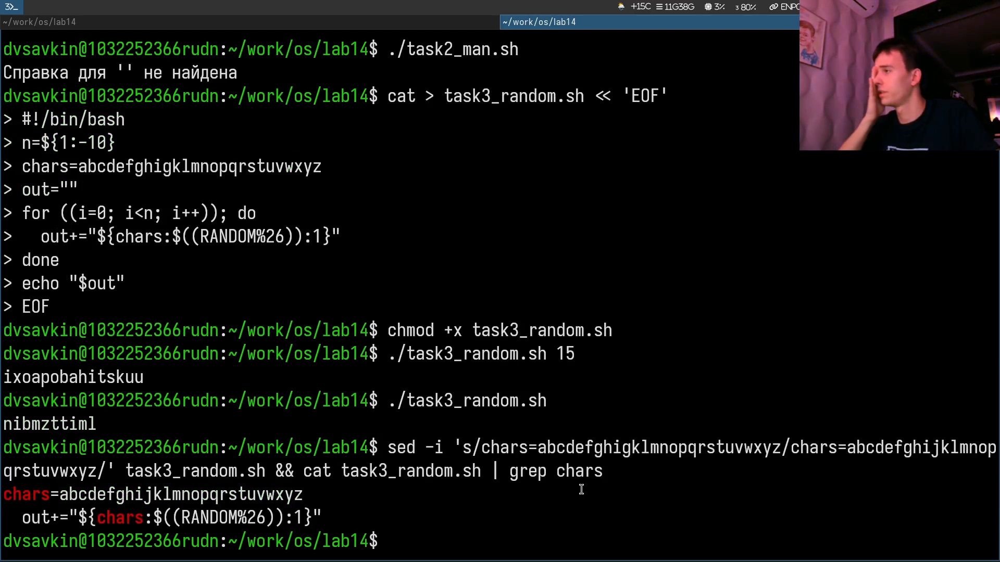 3>_
+15C
11G38G
3%
3 80%
ENPO
~/work/os/lab14
~/work/os/lab14
dvsavkin@1032252366rudn:~/work/os/lab14$ ./task2_man.sh
Справка для '' не найдена
dvsavkin@1032252366rudn:~/work/os/lab14$ cat > task3_random.sh << 'EOF'
> #!/bin/bash
> n=${1:-10}
> chars=abcdefghigklmnopqrstuvwxyz
> out=""
> for ((i=0; i<n; i++)); do
>   out+="${chars:$((RANDOM%26)):1}"
> done
> echo "$out"
> EOF
dvsavkin@1032252366rudn:~/work/os/lab14$ chmod +x task3_random.sh
dvsavkin@1032252366rudn:~/work/os/lab14$ ./task3_random.sh 15
ixoapobahitskuu
dvsavkin@1032252366rudn:~/work/os/lab14$ ./task3_random.sh
nibmzttiml
dvsavkin@1032252366rudn:~/work/os/lab14$ sed -i 's/chars=abcdefghigklmnopqrstuvwxyz/chars=abcdefghijklmnop
qrstuvwxyz/' task3_random.sh && cat task3_random.sh | grep chars
chars=abcdefghijklmnopqrstuvwxyz
  out+="${chars:$((RANDOM%26)):1}"
dvsavkin@1032252366rudn:~/work/os/lab14$